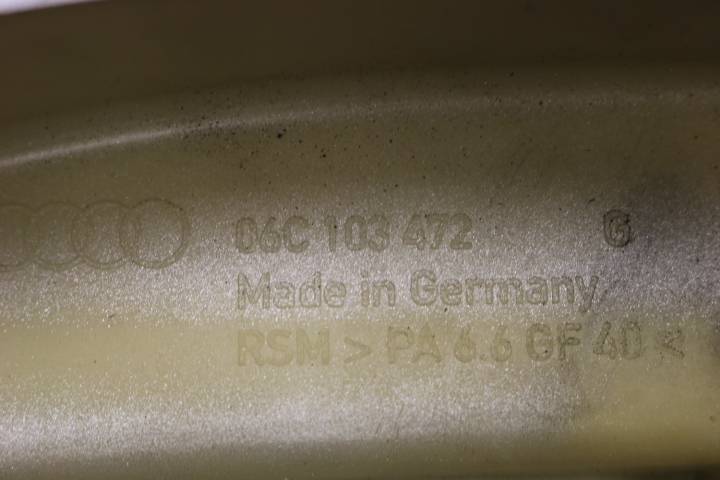 06C 103 472 G
Made in Germany
RSM > PA 6.6 GF 40 <